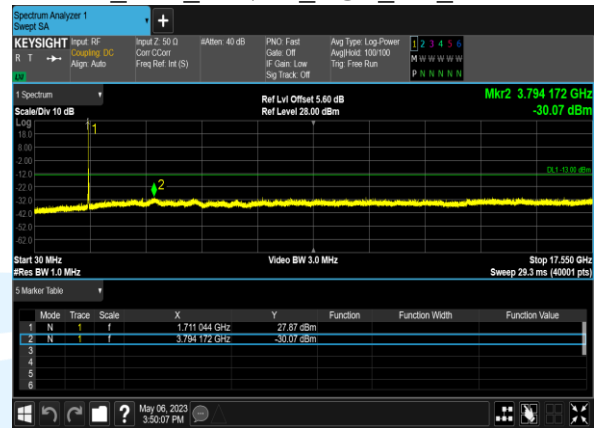 Spectrum Analyzer 1
Swept SA
KEYSIGHT
R T
LV
Input: RF
Coupling: DC
Align: Auto
Input Z: 50 Ω
Corr CCorr
Freq Ref: Int (S)
#Atten: 40 dB
PNO: Fast
Gate: Off
IF Gain: Low
Sig Track: Off
Avg Type: Log-Power
Avg|Hold: 100/100
Trig: Free Run
1 2 3 4 5 6
M W W W W W
P N N N N N
1 Spectrum
Scale/Div 10 dB
Ref Lvl Offset 5.60 dB
Ref Level 28.00 dBm
Mkr2 3.794 172 GHz
-30.07 dBm
Log
1
18.0
8.00
-2.00
-12.0
DL1 -13.00 dBm
2
-22.0
-32.0
-42.0
-52.0
-62.0
Start 30 MHz
Video BW 3.0 MHz
Stop 17.550 GHz
#Res BW 1.0 MHz
Sweep 29.3 ms (40001 pts)
5 Marker Table
Mode Trace Scale X Y Function Function Width Function Value
1 N 1 f 1.711 044 GHz 27.87 dBm
2 N 1 f 3.794 172 GHz -30.07 dBm
3
4
5
6
?
May 06, 2023
3:50:07 PM